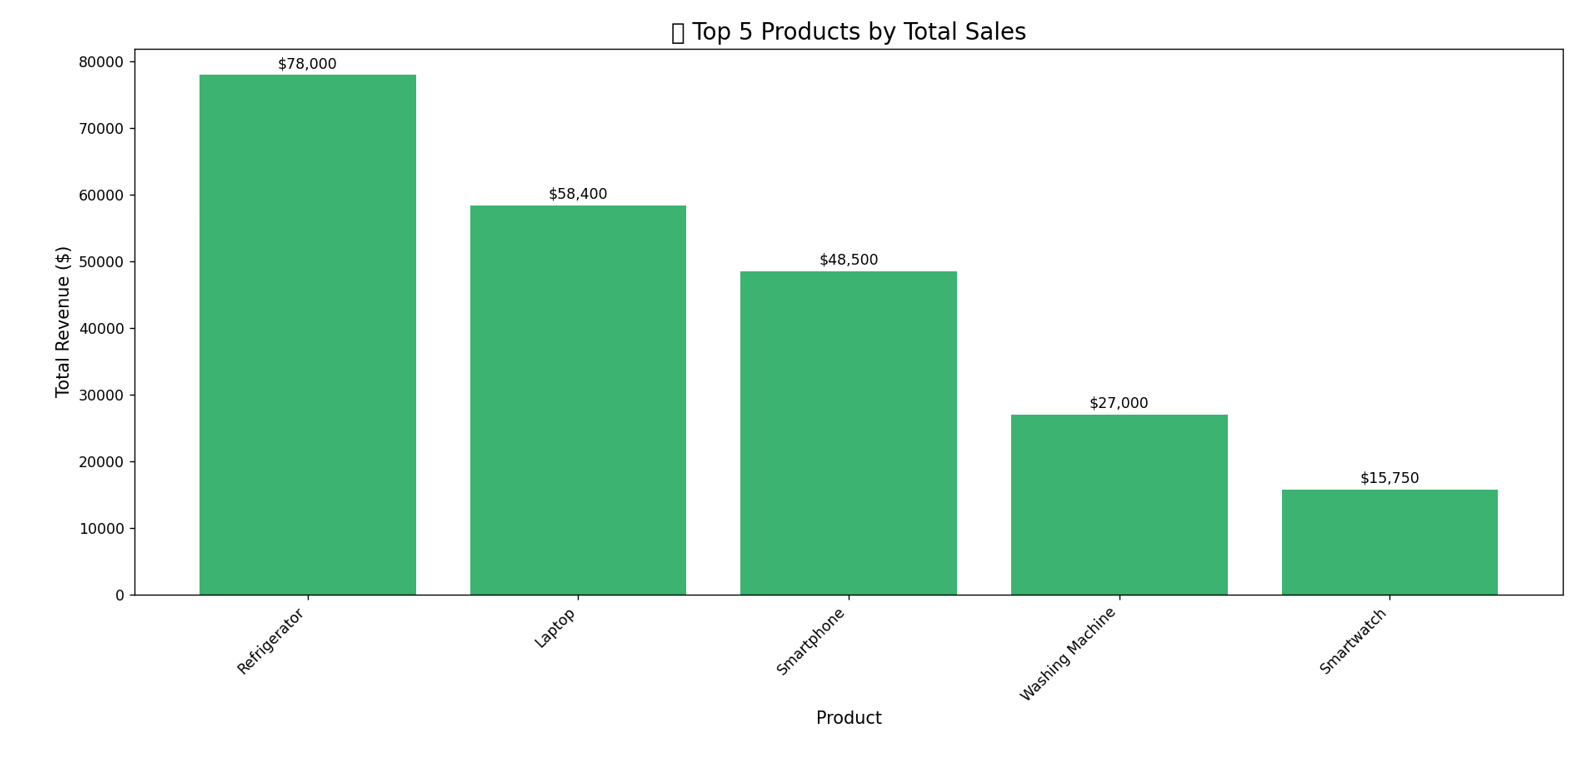 Top 5 Products by Total Sales
80000
70000
60000
50000
40000
30000
20000
10000
0
Total Revenue ($)
$78,000
$58,400
$48,500
$27,000
$15,750
Refrigerator
Laptop
Smartphone
Washing Machine
Smartwatch
Product